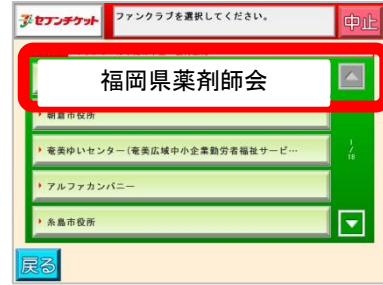 セブンチケット
ファンクラブを選択してください。
中止
福岡県薬剤師会
朝倉市役所
奄美ゆいセンター(奄美広域中小企業勤労者福祉サービ…
1/18
アルファカンパニー
糸島市役所
戻る